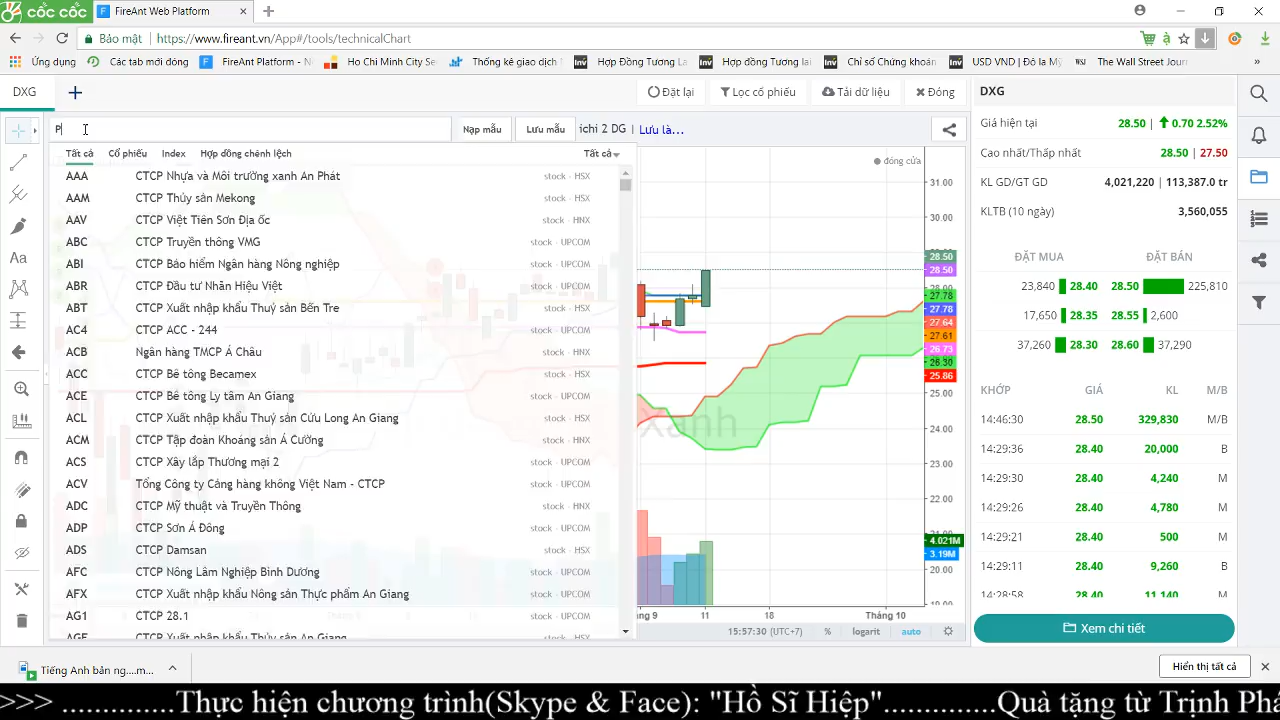 cốc cốc
F FireAnt Web Platform
Bảo mật https://www.fireant.vn/App#/tools/technicalChart
Ứng dụng Các tab mới đóng FireAnt Platform - N Ho Chi Minh City Se Thống kê giao dịch Hợp Đồng Tương La Hợp đồng Tương lai Chỉ số Chứng khoán USD VND | Đô la Mỹ The Wall Street Jour »
DXG
Đặt lại Lọc cổ phiếu Tải dữ liệu Đóng
P
Nạp mẫu Lưu mẫu ichi 2 DG | Lưu là...
Tất cả Cổ phiếu Index Hợp đồng chênh lệch Tất cả
AAA CTCP Nhựa và Môi trường xanh An Phát stock - HSX
AAM CTCP Thủy sản Mekong stock - HSX
AAV CTCP Việt Tiên Sơn Địa ốc stock - HNX
ABC CTCP Truyền thông VMG stock - UPCOM
ABI CTCP Bảo hiểm Ngân hàng Nông nghiệp stock - UPCOM
ABR CTCP Đầu tư Nhãn Hiệu Việt stock - UPCOM
ABT CTCP Xuất nhập khẩu Thuỷ sản Bến Tre stock - HSX
AC4 CTCP ACC - 244 stock - UPCOM
ACB Ngân hàng TMCP Á Châu stock - HNX
ACC CTCP Bê tông Becamex stock - HSX
ACE CTCP Bê tông Ly tâm An Giang stock - UPCOM
ACL CTCP Xuất nhập khẩu Thuỷ sản Cửu Long An Giang stock - HSX
ACM CTCP Tập đoàn Khoáng sản Á Cường stock - HNX
ACS CTCP Xây lắp Thương mại 2 stock - UPCOM
ACV Tổng Công ty Cảng hàng không Việt Nam - CTCP stock - UPCOM
ADC CTCP Mỹ thuật và Truyền Thông stock - HNX
ADP CTCP Sơn Á Đông stock - UPCOM
ADS CTCP Damsan stock - HSX
AFC CTCP Nông Lâm Nghiệp Bình Dương stock - UPCOM
AFX CTCP Xuất nhập khẩu Nông sản Thực phẩm An Giang stock - UPCOM
AG1 CTCP 28.1 stock - UPCOM
AGF CTCP Xuất nhập khẩu Thủy sản An Giang stock - HSX
đóng cửa
31.00
30.00
28.50
28.50
27.78
27.78
27.64
27.61
26.73
26.30
25.86
25.00
24.00
Xanh
23.00
22.00
4.021M
3.19M
20.00
19.00
ng 9 11 18 Tháng 10
15:57:30 (UTC+7) % logarit auto
DXG
Giá hiện tại 28.50 | 0.70 2.52%
Cao nhất/Thấp nhất 28.50 | 27.50
KL GD/GT GD 4,021,220 | 113,387.0 tr
KLTB (10 ngày) 3,560,055
ĐẶT MUA ĐẶT BÁN
23,840 28.40 28.50 225,810
17,650 28.35 28.55 2,600
37,260 28.30 28.60 37,290
KHỚP GIÁ KL M/B
14:46:30 28.50 329,830 M/B
14:29:36 28.40 20,000 B
14:29:30 28.40 4,240 M
14:29:26 28.40 4,780 M
14:29:21 28.40 500 M
14:29:11 28.40 9,260 M
14:28:58 28.40 11,140 M
Xem chi tiết
Aa
Tiếng Anh bản ng....m... Hiển thị tất cả
>>> ..............Thực hiện chương trình(Skype & Face): "Hồ Sĩ Hiệp"...............Quà tặng từ Trịnh Phá